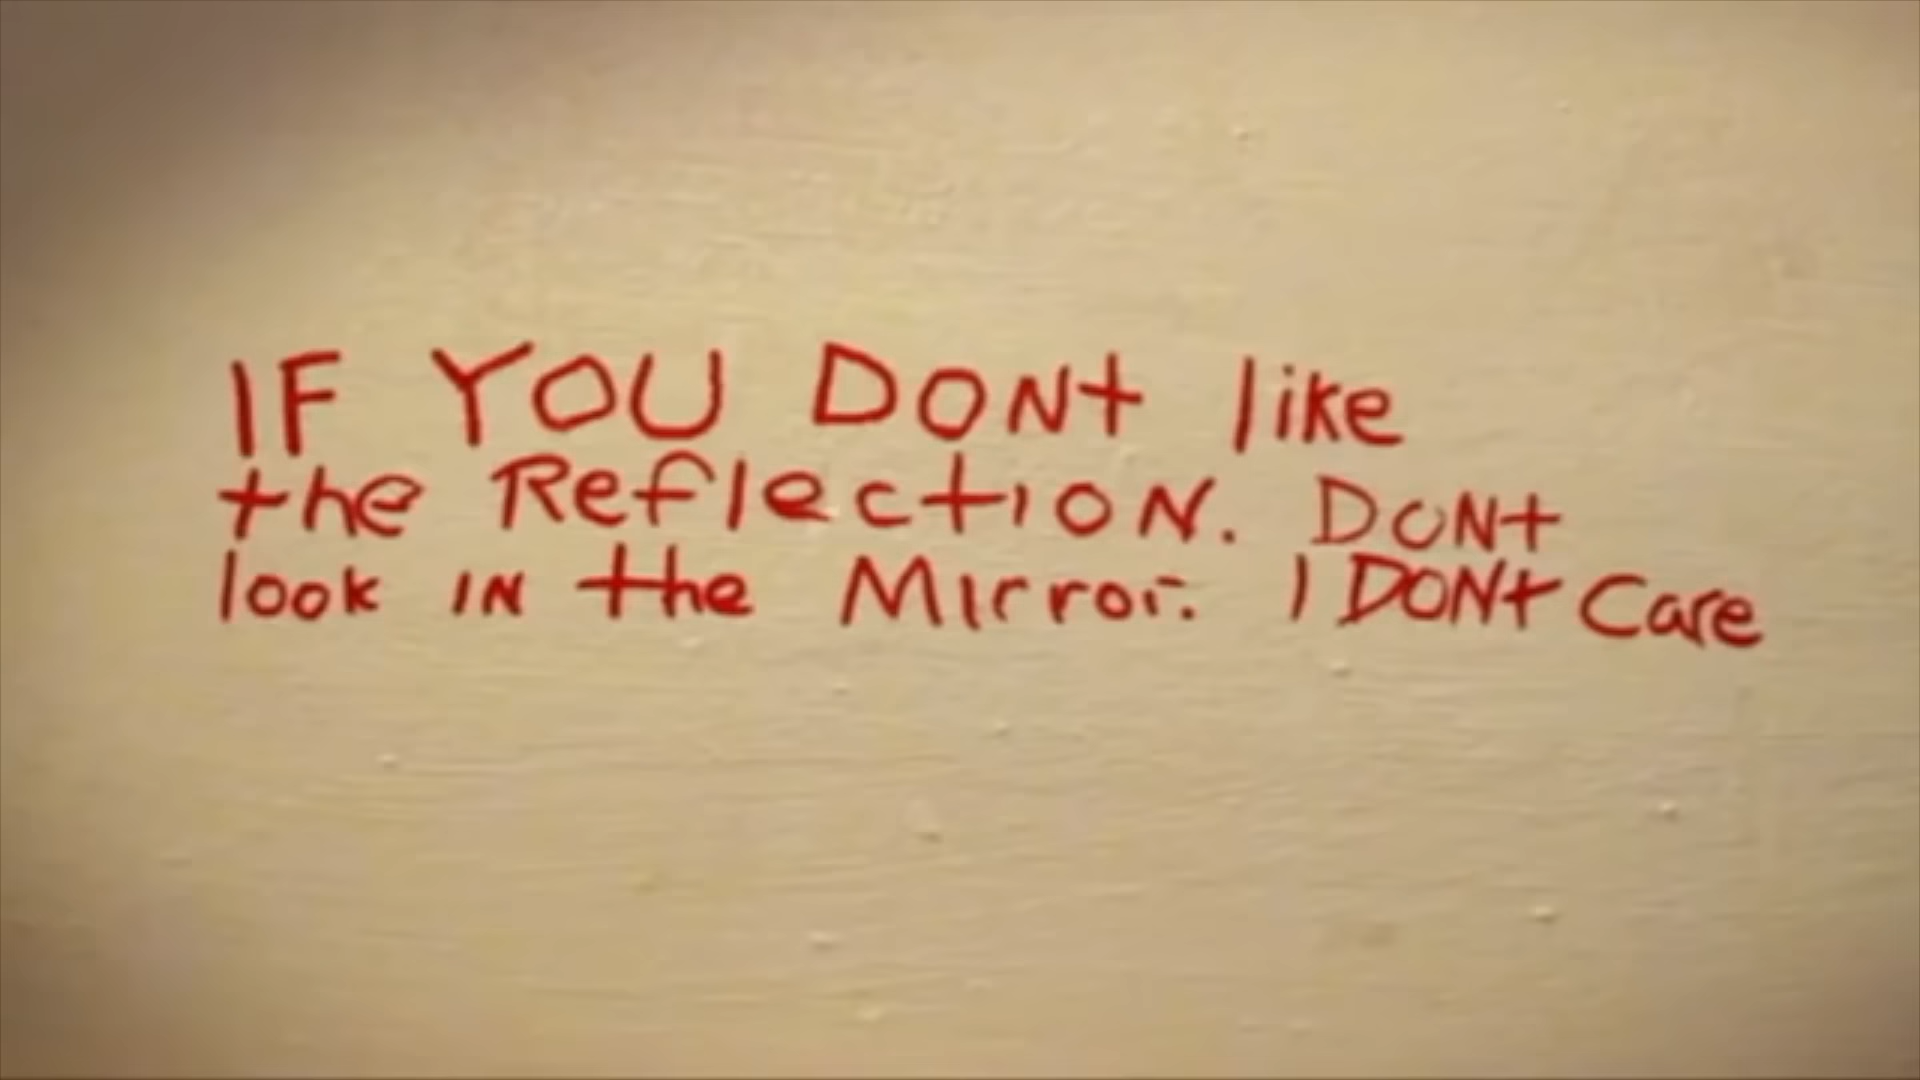 IF YOU DONt like
the ReflectION. DONt
look IN the MIrror. I DONt Care